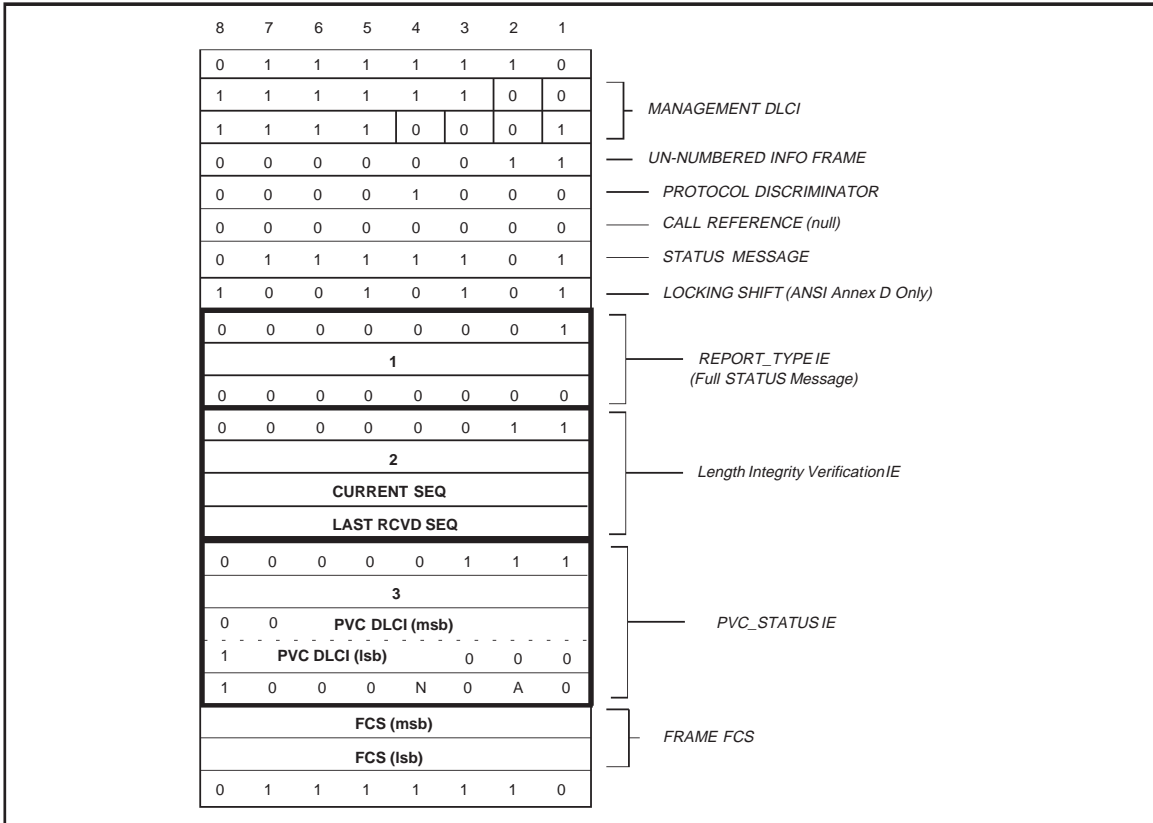 8 7 6 5 4 3 2 1
0 1 1 1 1 1 1 0
1 1 1 1 1 1 0 0
MANAGEMENT DLCI
1 1 1 1 0 0 0 1
0 0 0 0 0 0 1 1 UN-NUMBERED INFO FRAME
0 0 0 0 1 0 0 0 PROTOCOL DISCRIMINATOR
0 0 0 0 0 0 0 0 CALL REFERENCE (null)
0 1 1 1 1 1 0 1 STATUS MESSAGE
1 0 0 1 0 1 0 1 LOCKING SHIFT (ANSI Annex D Only)
0 0 0 0 0 0 0 1
1 REPORT_TYPE IE
(Full STATUS Message)
0 0 0 0 0 0 0 0
0 0 0 0 0 0 1 1
2
Length Integrity Verification IE
CURRENT SEQ
LAST RCVD SEQ
0 0 0 0 0 1 1 1
3
0 0 PVC DLCI (msb) PVC_STATUS IE
1 PVC DLCI (lsb) 0 0 0
1 0 0 0 N 0 A 0
FCS (msb)
FRAME FCS
FCS (lsb)
0 1 1 1 1 1 1 0